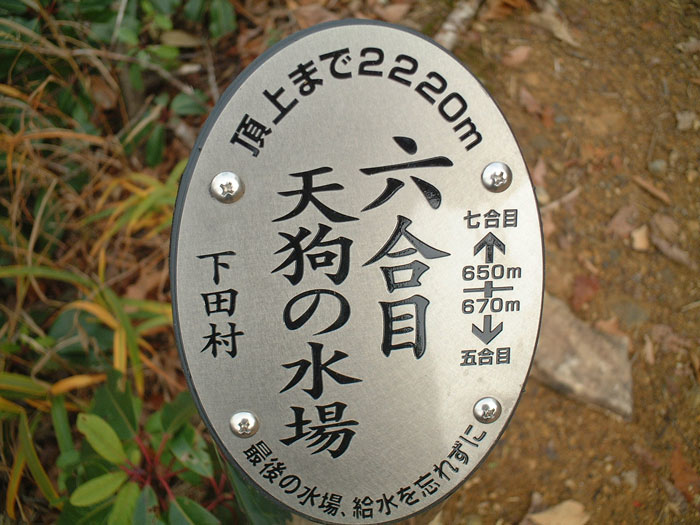 頂上まで2220m
六合目
天狗の水場
下田村
七合目
650m
670m
五合目
最後の水場、給水を忘れずに